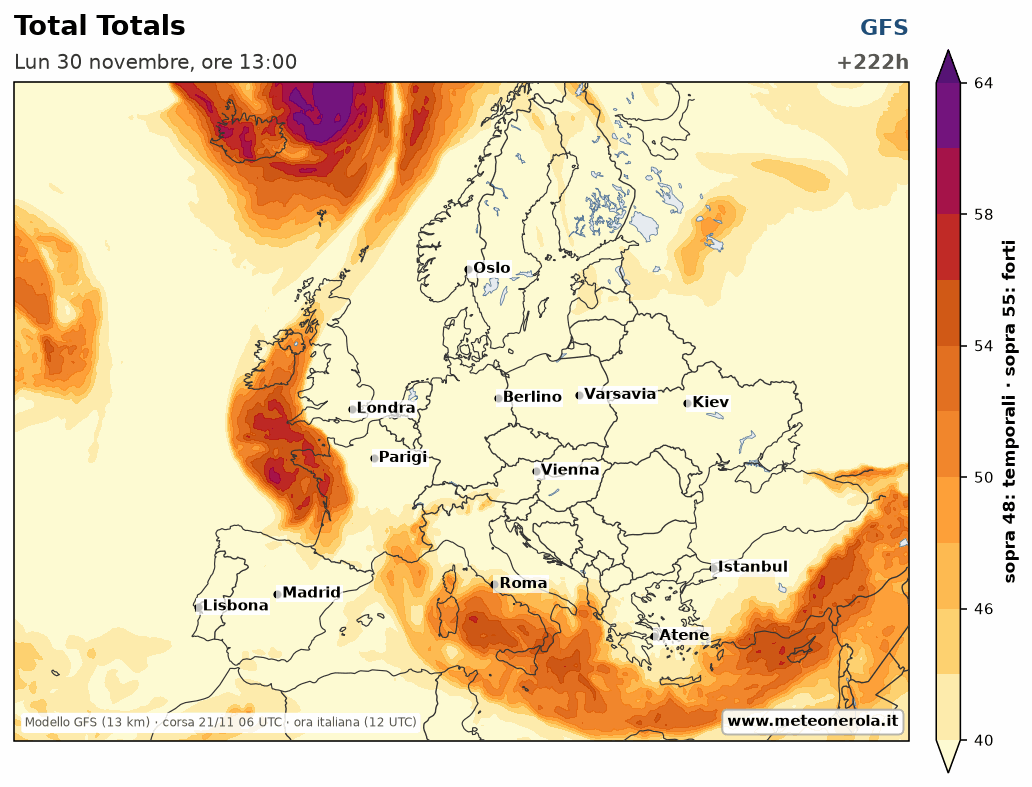 Total Totals
GFS
Lun 30 novembre, ore 13:00
+222h
64
58
54
50
46
40
sopra 48: temporali · sopra 55: forti
Oslo
Berlino
Varsavia
Kiev
Londra
Parigi
Vienna
Istanbul
Roma
Madrid
Lisbona
Atene
Modello GFS (13 km) · corsa 21/11 06 UTC · ora italiana (12 UTC)
www.meteonerola.it